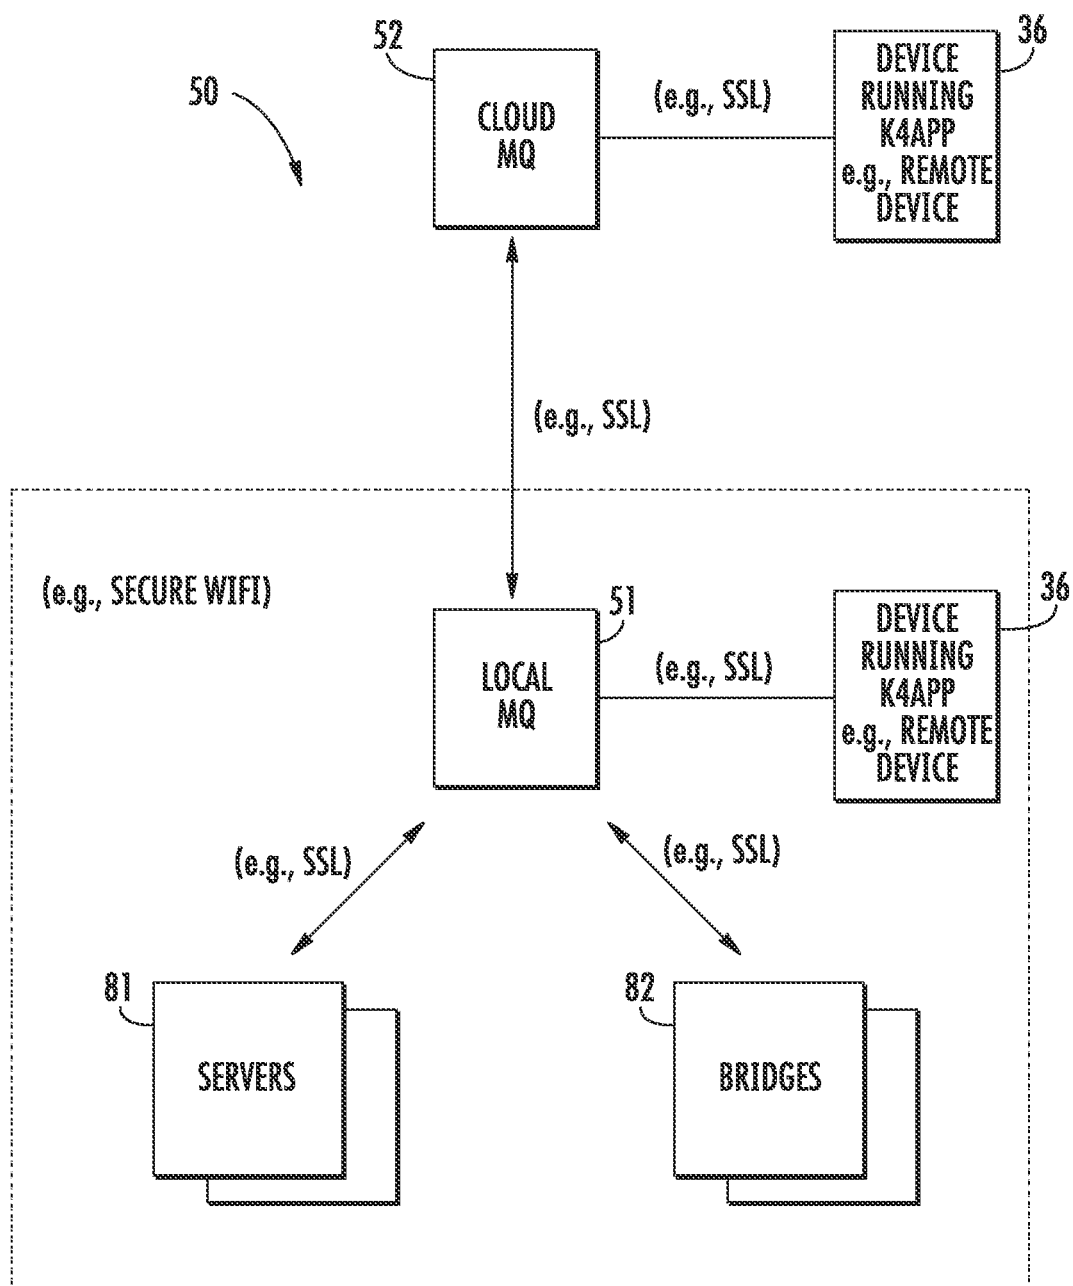 52
36
50
CLOUD
MQ
(e.g., SSL)
DEVICE
RUNNING
K4APP
e.g., REMOTE
DEVICE
(e.g., SSL)
(e.g., SECURE WIFI)
51
36
LOCAL
MQ
(e.g., SSL)
DEVICE
RUNNING
K4APP
e.g., REMOTE
DEVICE
(e.g., SSL)
(e.g., SSL)
81
82
SERVERS
BRIDGES